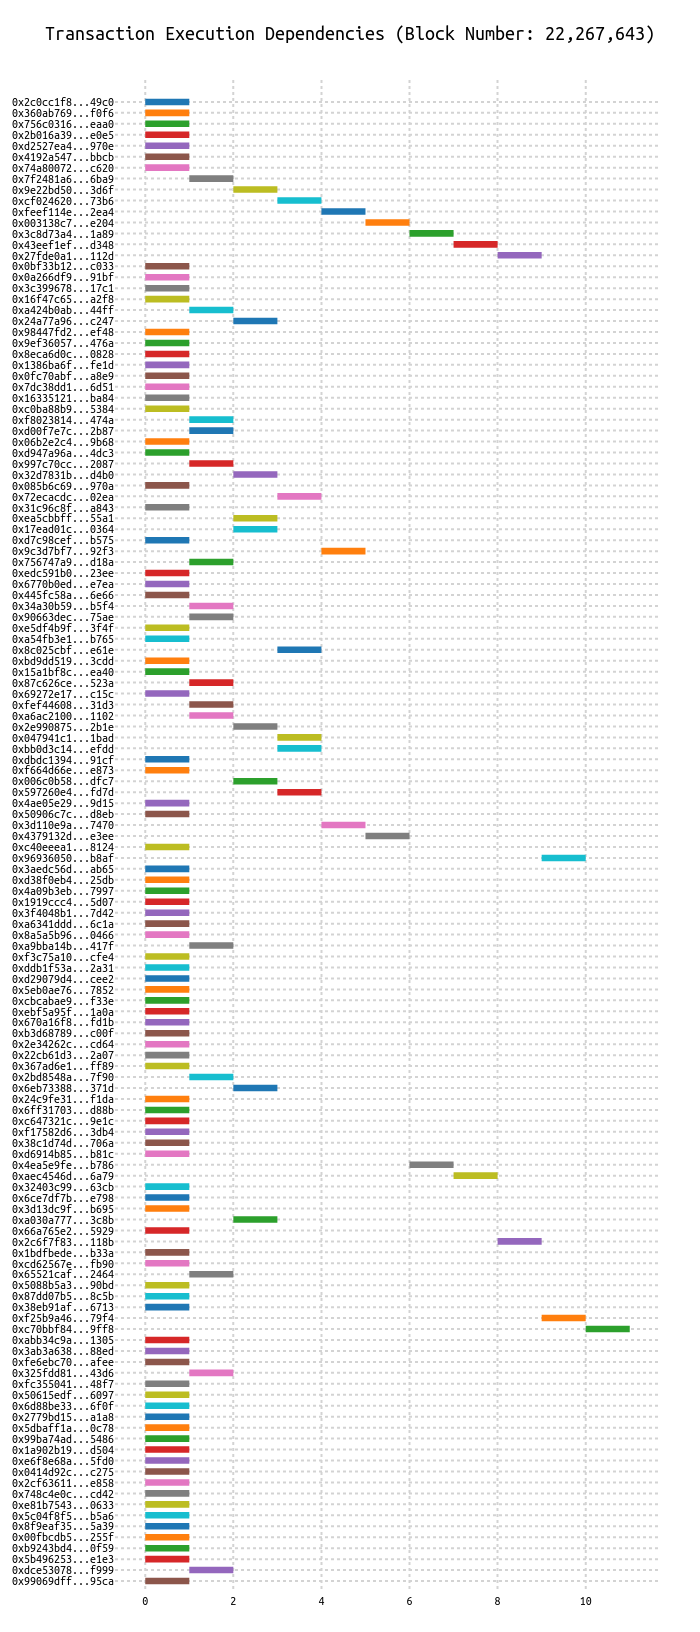 Transaction Execution Dependencies (Block Number: 22,267,643)
0x2c0cc1f8...49c0
0x360ab769...f0f6
0x756c0316...eaa0
0x2b016a39...e0e5
0xd2527ea4...970e
0x4192a547...bbcb
0x74a80072...c620
0x7f2481a6...6ba9
0x9e22bd50...3d6f
0xcf024620...73b6
0xfeef114e...2ea4
0x003138c7...e204
0x3c8d73a4...1a89
0x43eef1ef...d348
0x27fde0a1...112d
0x0bf33b12...c033
0x0a266df9...91bf
0x3c399678...17c1
0x16f47c65...a2f8
0xa424b0ab...44ff
0x24a77a96...c247
0x98447fd2...ef48
0x9ef36057...476a
0x8eca6d0c...0828
0x1386ba6f...fe1d
0x0fc70abf...a8e9
0x7dc38dd1...6d51
0x16335121...ba84
0xc0ba88b9...5384
0xf8023814...474a
0xd00f7e7c...2b87
0x06b2e2c4...9b68
0xd947a96a...4dc3
0x997c70cc...2087
0x32d7831b...d4b0
0x085b6c69...970a
0x72ecacdc...02ea
0x31c96c8f...a843
0xea5cbbff...55a1
0x17ead01c...0364
0xd7c98cef...b575
0x9c3d7bf7...92f3
0x756747a9...d18a
0xedc591b0...23ee
0x6770b0ed...e7ea
0x445fc58a...6e66
0x34a30b59...b5f4
0x90663dec...75ae
0xe5df4b9f...3f4f
0xa54fb3e1...b765
0x8c025cbf...e61e
0xbd9dd519...3cdd
0x15a1bf8c...ea40
0x87c626ce...523a
0x69272e17...c15c
0xfef44608...31d3
0xa6ac2100...1102
0x2e990875...2b1e
0x047941c1...1bad
0xbb0d3c14...efdd
0xdbdc1394...91cf
0xf664d66e...e873
0x006c0b58...dfc7
0x597260e4...fd7d
0x4ae05e29...9d15
0x50906c7c...d8eb
0x3d110e9a...7470
0x4379132d...e3ee
0xc40eeea1...8124
0x96936050...b8af
0x3aedc56d...ab65
0xd38f0eb4...25db
0x4a09b3eb...7997
0x1919ccc4...5d07
0x3f4048b1...7d42
0xa6341ddd...6c1a
0x8a5a5b96...0466
0xa9bba14b...417f
0xf3c75a10...cfe4
0xddb1f53a...2a31
0xd29079d4...cee2
0x5eb0ae76...7852
0xcbcabae9...f33e
0xebf5a95f...1a0a
0x670a16f8...fd1b
0xb3d68789...c00f
0x2e34262c...cd64
0x22cb61d3...2a07
0x367ad6e1...ff89
0x2bd8548a...7f90
0x6eb73388...371d
0x24c9fe31...f1da
0x6ff31703...d88b
0xc647321c...9e1c
0xf17582d6...3db4
0x38c1d74d...706a
0xd6914b85...b81c
0x4ea5e9fe...b786
0xaec4546d...6a79
0x32403c99...63cb
0x6ce7df7b...e798
0x3d13dc9f...b695
0xa030a777...3c8b
0x66a765e2...5929
0x2c6f7f83...118b
0x1bdfbede...b33a
0xcd62567e...fb90
0x65521caf...2464
0x5088b5a3...90bd
0x87dd07b5...8c5b
0x38eb91af...6713
0xf25b9a46...79f4
0xc70bbf84...9ff8
0xabb34c9a...1305
0x3ab3a638...88ed
0xfe6ebc70...afee
0x325fdd81...43d6
0xfc355041...48f7
0x50615edf...6097
0x6d88be33...6f0f
0x2779bd15...a1a8
0x5dbaff1a...0c78
0x99ba74ad...5486
0x1a902b19...d504
0xe6f8e68a...5fd0
0x0414d92c...c275
0x2cf63611...e858
0x748c4e0c...cd42
0xe81b7543...0633
0x5c04f8f5...b5a6
0x8f9eaf35...5a39
0x00fbcdb5...255f
0xb9243bd4...0f59
0x5b496253...e1e3
0xdce53078...f999
0x99069dff...95ca
0 2 4 6 8 10